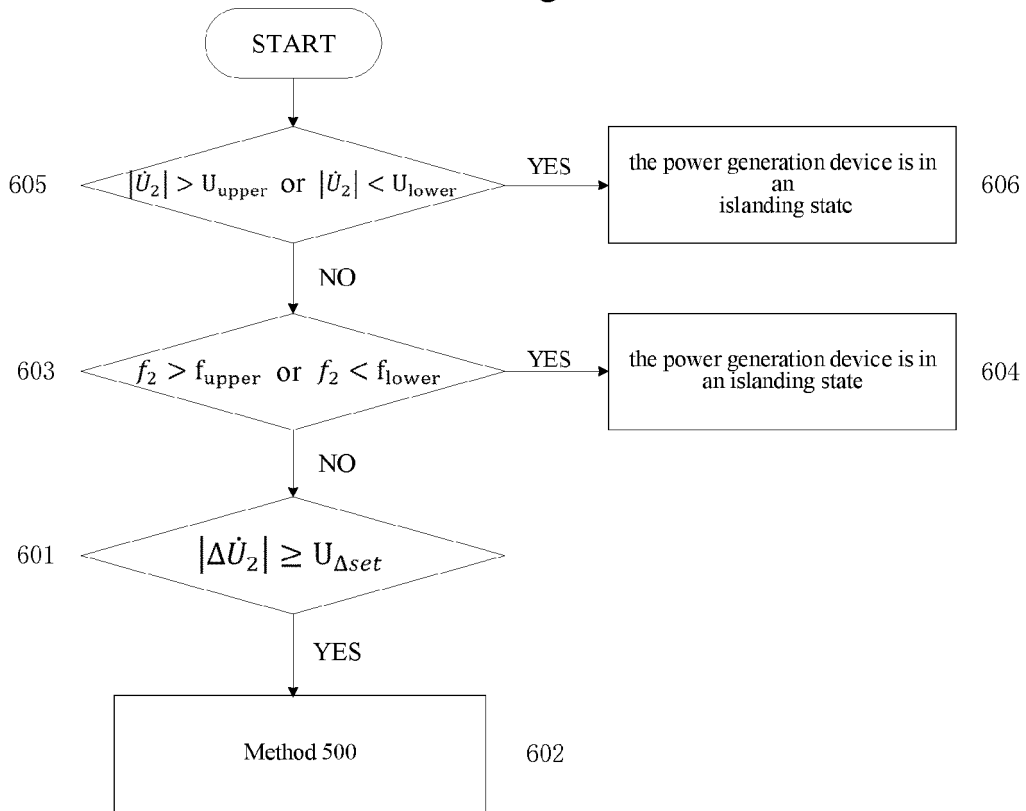 START
605
|U̇₂| > U_upper or |U̇₂| < U_lower
YES
the power generation device is in
an
islanding state
606
NO
603
f₂ > f_upper or f₂ < f_lower
YES
the power generation device is in
an islanding state
604
NO
601
|ΔU̇₂| ≥ U_Δset
YES
Method 500
602